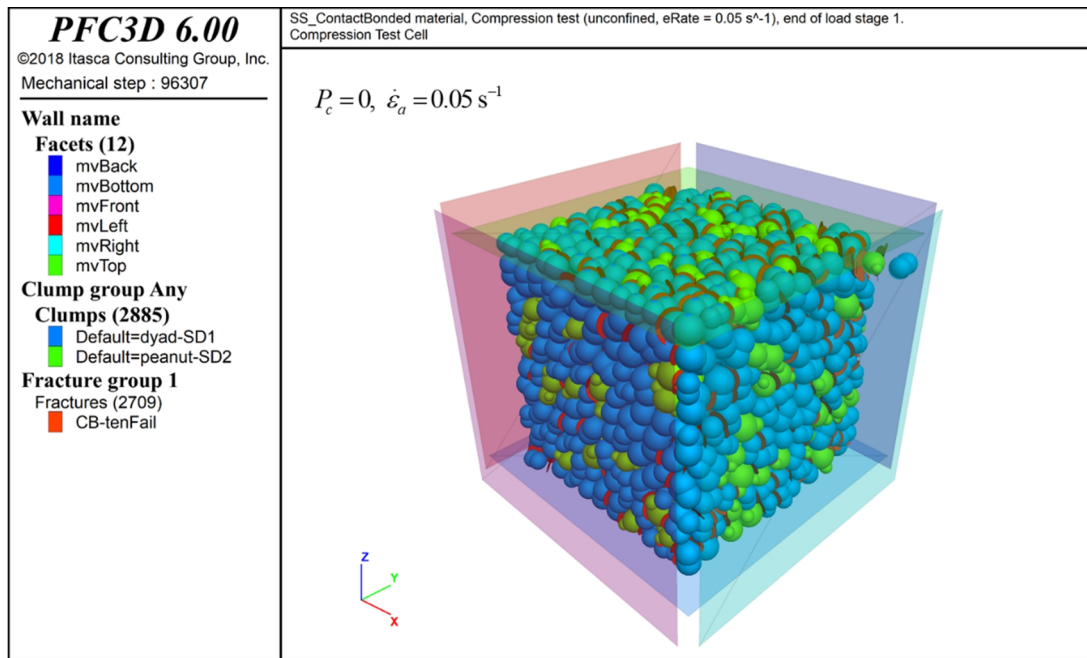 PFC3D 6.00
©2018 Itasca Consulting Group, Inc.
Mechanical step : 96307
Wall name
Facets (12)
mvBack
mvBottom
mvFront
mvLeft
mvRight
mvTop
Clump group Any
Clumps (2885)
Default=dyad-SD1
Default=peanut-SD2
Fracture group 1
Fractures (2709)
CB-tenFail
SS_ContactBonded material, Compression test (unconfined, eRate = 0.05 s^-1), end of load stage 1.
Compression Test Cell
P_c = 0, ε̇_a = 0.05 s⁻¹
Z
Y
X